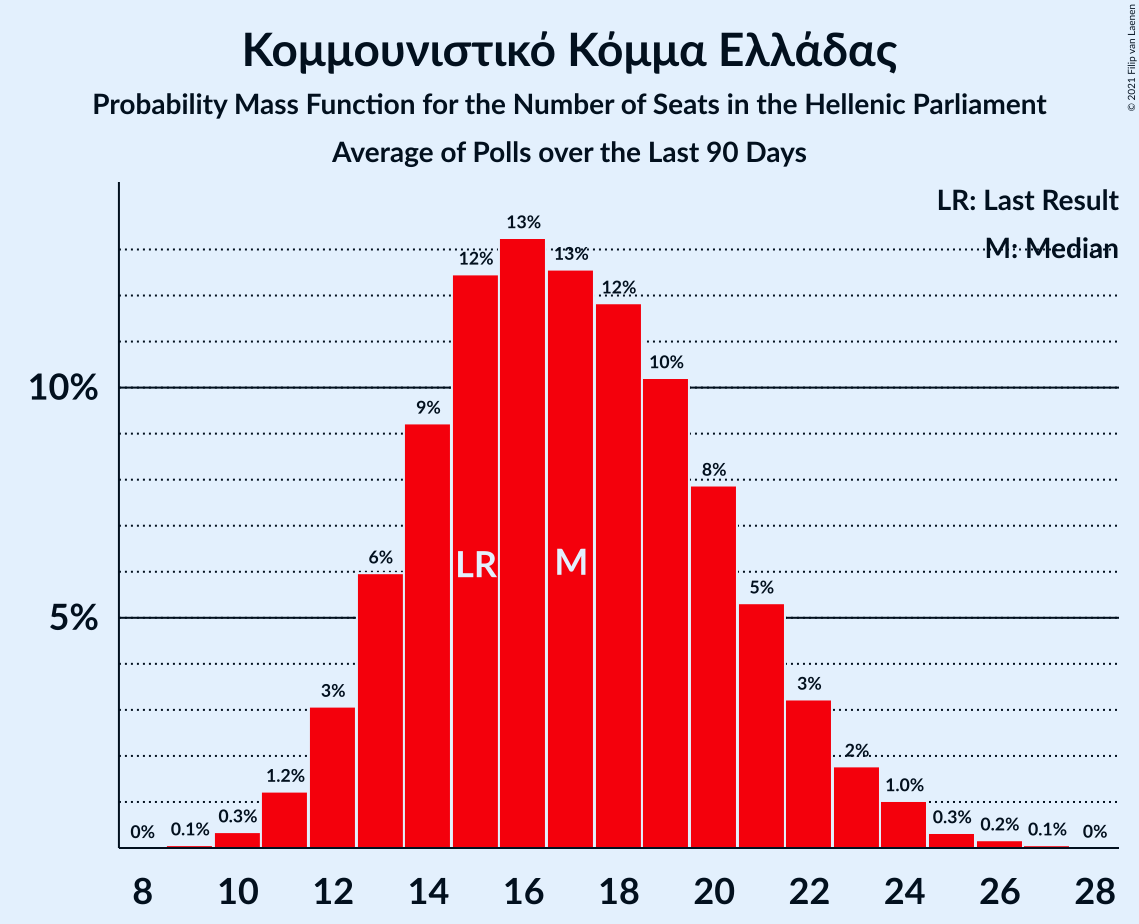 Κομμουνιστικό Κόμμα Ελλάδας
Probability Mass Function for the Number of Seats in the Hellenic Parliament
Average of Polls over the Last 90 Days
© 2021 Filip van Laenen
LR: Last Result
M: Median
10%
5%
0%
0.1%
0.3%
1.2%
3%
6%
9%
12%
13%
13%
12%
10%
8%
5%
3%
2%
1.0%
0.3%
0.2%
0.1%
0%
LR
M
8 10 12 14 16 18 20 22 24 26 28